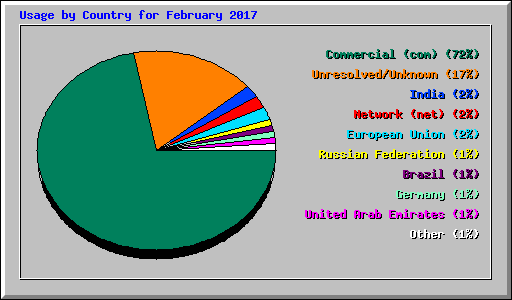 Usage by Country for February 2017
Commercial (com) (72%)
Unresolved/Unknown (17%)
India (2%)
Network (net) (2%)
European Union (2%)
Russian Federation (1%)
Brazil (1%)
Germany (1%)
United Arab Emirates (1%)
Other (1%)